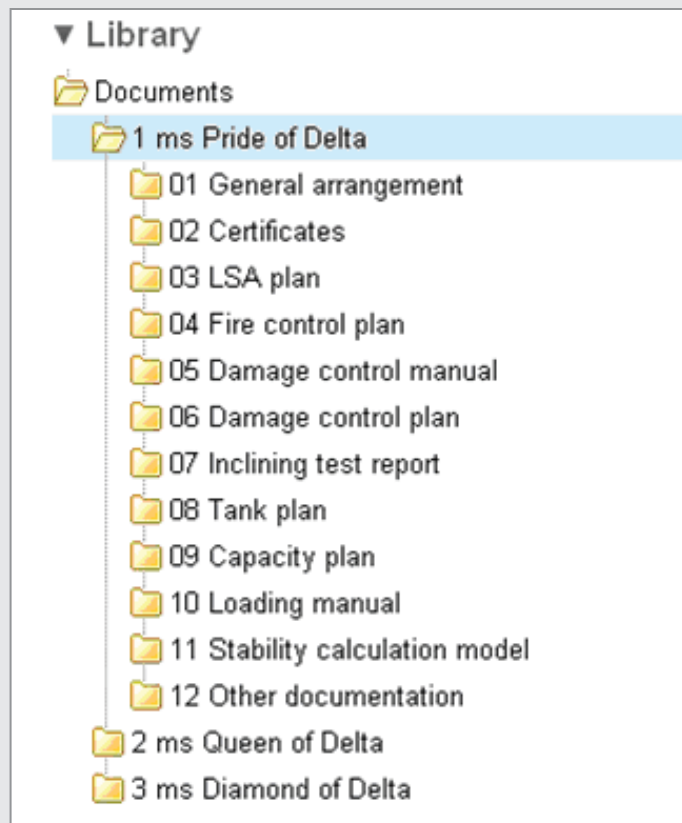 Library
Documents
1 ms Pride of Delta
01 General arrangement
02 Certificates
03 LSA plan
04 Fire control plan
05 Damage control manual
06 Damage control plan
07 Inclining test report
08 Tank plan
09 Capacity plan
10 Loading manual
11 Stability calculation model
12 Other documentation
2 ms Queen of Delta
3 ms Diamond of Delta